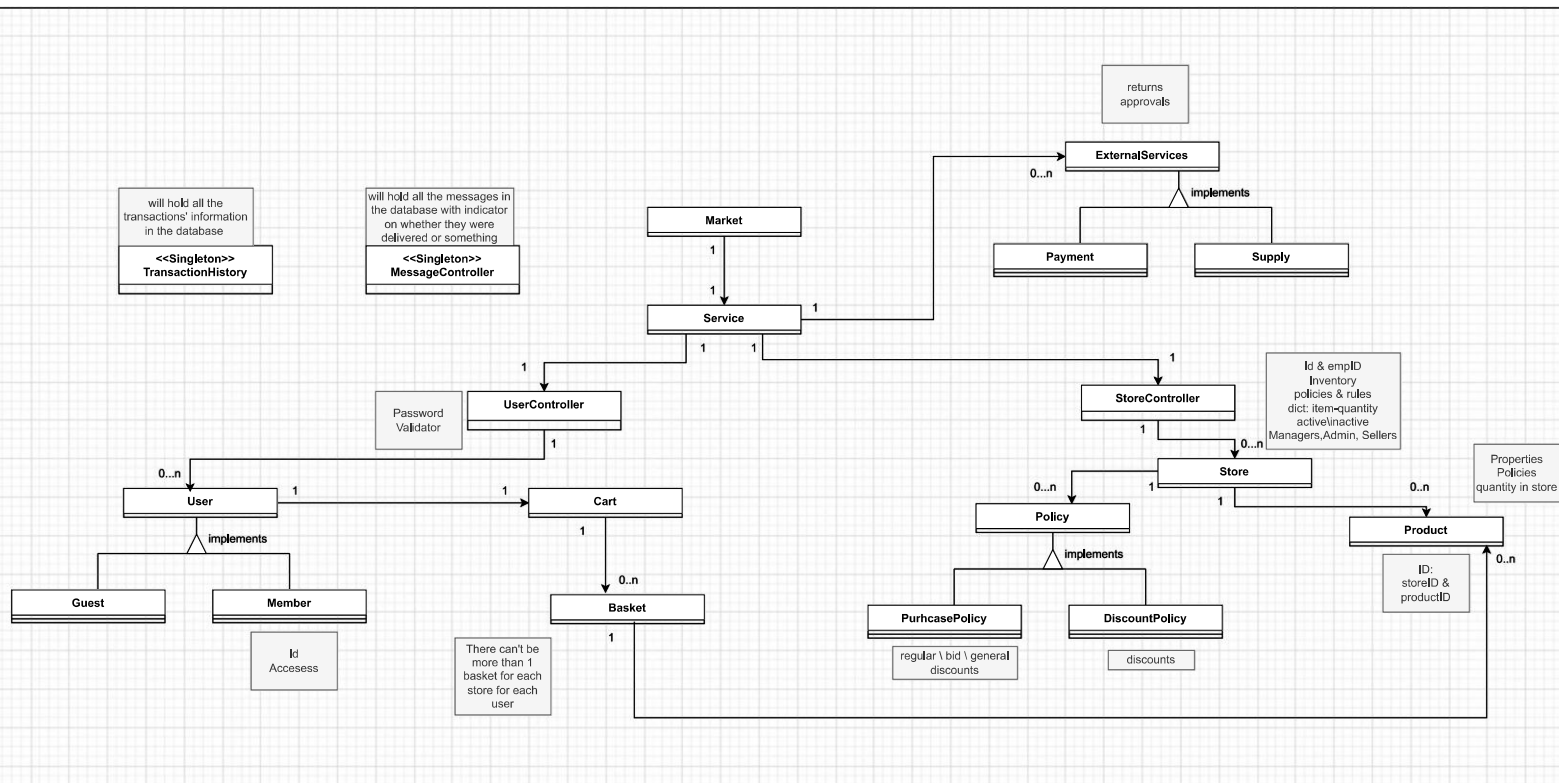 returns
approvals
ExternalServices
0...n
implements
will hold all the
transactions' information
in the database
will hold all the messages in
the database with indicator
on whether they were
delivered or something
Market
<<Singleton>>
TransactionHistory
<<Singleton>>
MessageController
1
Payment
Supply
1
1
Service
1
1
1
1
1
Id & empID
Inventory
policies & rules
dict: item-quantity
active\inactive
Managers,Admin, Sellers
Password
Validator
UserController
StoreController
1
1
0...n
0...n
Store
Properties
Policies
quantity in store
User
1
1
Cart
0...n
1
1
0..n
Policy
Product
implements
1
implements
0..n
ID:
storeID &
productID
0..n
Guest
Member
Basket
1
PurhcasePolicy
DiscountPolicy
Id
Accesess
There can't be
more than 1
basket for each
store for each
user
regular \ bid \ general
discounts
discounts